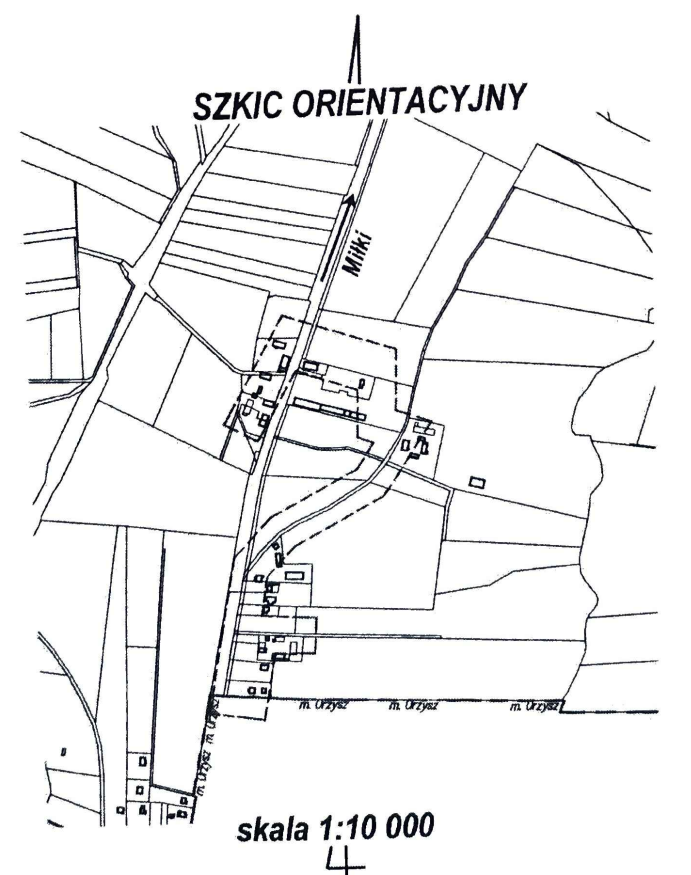 SZKIC ORIENTACYJNY
Miłki
m. Orzysz
m. Orzysz
m. Orzysz
m. Orzysz
m. Orzysz
skala 1:10 000